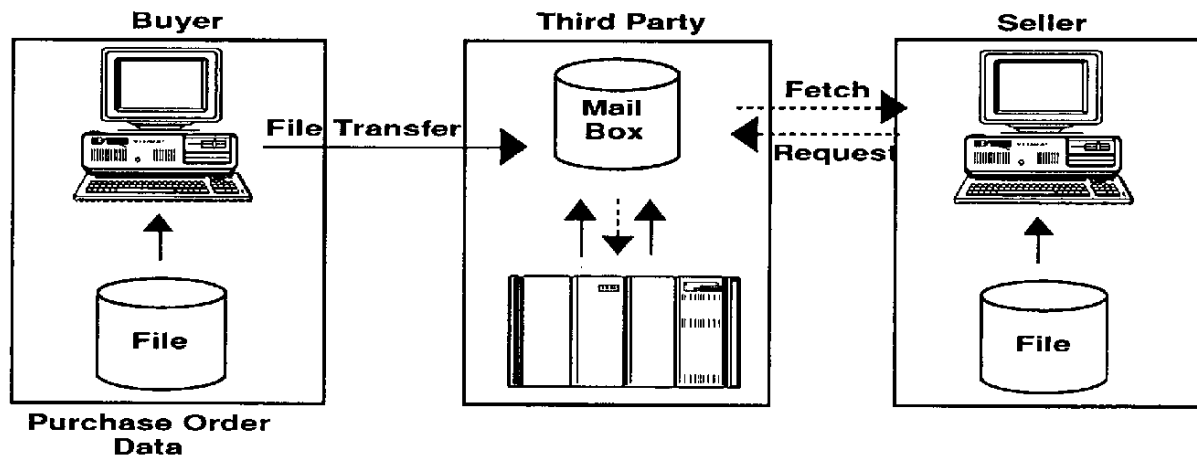 Buyer
Third Party
Seller
File Transfer
Mail
Box
Fetch
Request
File
File
Purchase Order
Data